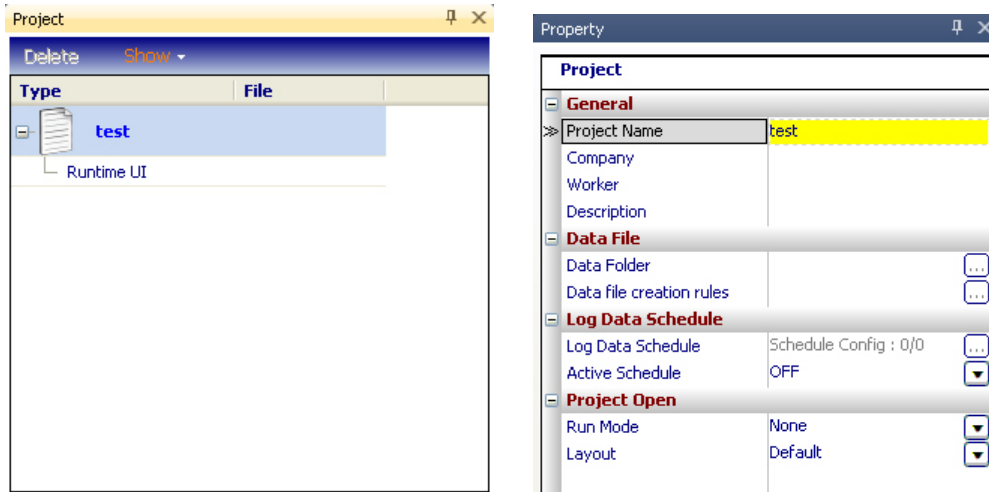 Project
Delete Show
Type File
test
Runtime UI
Property
Project
General
Project Name test
Company
Worker
Description
Data File
Data Folder ...
Data file creation rules ...
Log Data Schedule
Log Data Schedule Schedule Config : 0/0 ...
Active Schedule OFF
Project Open
Run Mode None
Layout Default